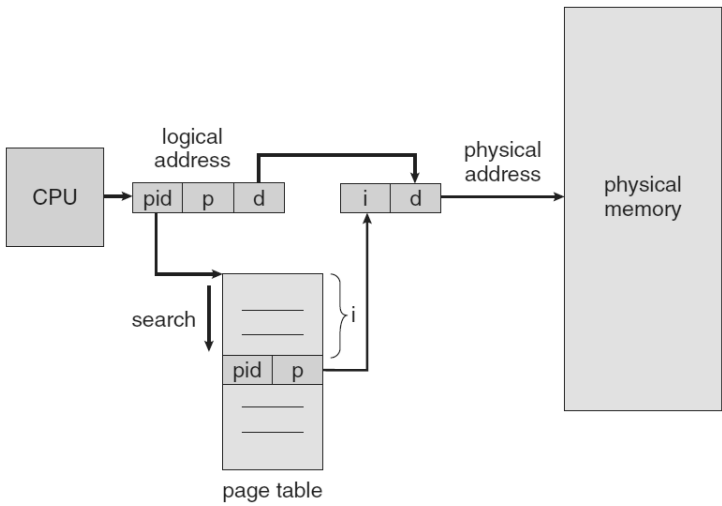 logical
address
physical
address
CPU
pid p d
i d
physical
memory
search
i
pid p
page table